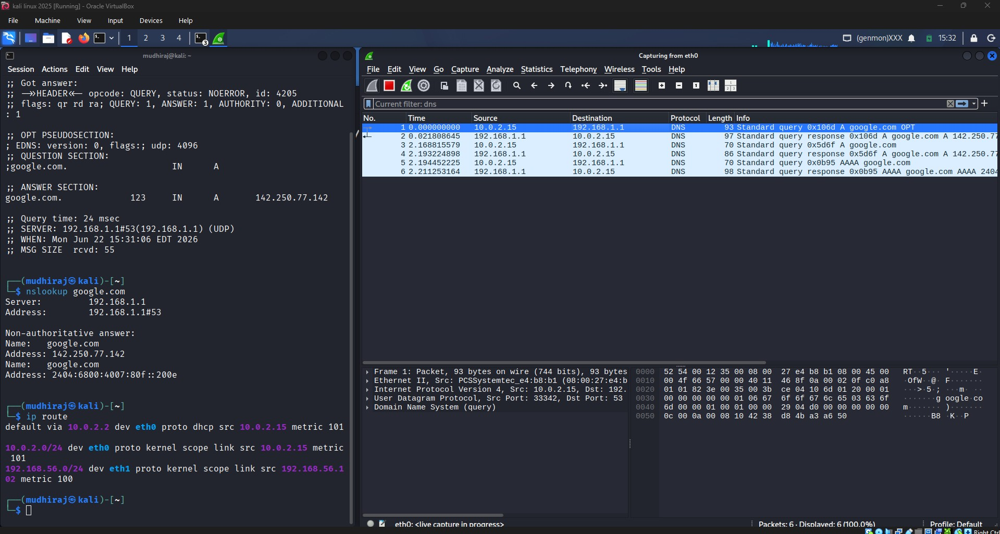 kali linux 2025 [Running] - Oracle VirtualBox
File Machine View Input Devices Help
1 2 3 4 3 (genmon)XXX 15:32
mudhiraj@kali: ~
Session Actions Edit View Help
;; Got answer:
;; ->>HEADER<<- opcode: QUERY, status: NOERROR, id: 4205
;; flags: qr rd ra; QUERY: 1, ANSWER: 1, AUTHORITY: 0, ADDITIONAL
: 1
;; OPT PSEUDOSECTION:
; EDNS: version: 0, flags:; udp: 4096
;; QUESTION SECTION:
;google.com. IN A
;; ANSWER SECTION:
google.com. 123 IN A 142.250.77.142
;; Query time: 24 msec
;; SERVER: 192.168.1.1#53(192.168.1.1) (UDP)
;; WHEN: Mon Jun 22 15:31:06 EDT 2026
;; MSG SIZE rcvd: 55
┌──(mudhiraj㉿kali)-[~]
└─$ nslookup google.com
Server: 192.168.1.1
Address: 192.168.1.1#53
Non-authoritative answer:
Name: google.com
Address: 142.250.77.142
Name: google.com
Address: 2404:6800:4007:80f::200e
┌──(mudhiraj㉿kali)-[~]
└─$ ip route
default via 10.0.2.2 dev eth0 proto dhcp src 10.0.2.15 metric 101
10.0.2.0/24 dev eth0 proto kernel scope link src 10.0.2.15 metric
101
192.168.56.0/24 dev eth1 proto kernel scope link src 192.168.56.1
02 metric 100
┌──(mudhiraj㉿kali)-[~]
└─$
Capturing from eth0
File Edit View Go Capture Analyze Statistics Telephony Wireless Tools Help
Current filter: dns
No. Time Source Destination Protocol Length Info
1 0.000000000 10.0.2.15 192.168.1.1 DNS 93 Standard query 0x106d A google.com OPT
2 0.021808645 192.168.1.1 10.0.2.15 DNS 97 Standard query response 0x106d A google.com A 142.250.77
3 2.168815579 10.0.2.15 192.168.1.1 DNS 70 Standard query 0x5d6f A google.com
4 2.193224898 192.168.1.1 10.0.2.15 DNS 86 Standard query response 0x5d6f A google.com A 142.250.77
5 2.194452225 10.0.2.15 192.168.1.1 DNS 70 Standard query 0x0b95 AAAA google.com
6 2.211253164 192.168.1.1 10.0.2.15 DNS 98 Standard query response 0x0b95 AAAA google.com AAAA 2404
Frame 1: Packet, 93 bytes on wire (744 bits), 93 bytes
Ethernet II, Src: PCSSystemtec_e4:b8:b1 (08:00:27:e4:b
Internet Protocol Version 4, Src: 10.0.2.15, Dst: 192.
User Datagram Protocol, Src Port: 33342, Dst Port: 53
Domain Name System (query)
0000 52 54 00 12 35 00 08 00 27 e4 b8 b1 08 00 45 00 RT··5··· '·····E·
0010 00 4f 66 57 00 00 40 11 46 8f 0a 00 02 0f c0 a8 ·OfW··@· F·······
0020 01 01 82 3e 00 35 00 3b ce 04 10 6d 01 20 00 01 ···>·5·; ···m· ··
0030 00 00 00 00 00 01 06 67 6f 6f 67 6c 65 03 63 6f ·······g oogle·co
0040 6d 00 00 01 00 01 00 00 29 04 d0 00 00 00 00 00 m······· )·······
0050 0c 00 0a 00 08 10 42 38 d8 4b a3 a6 50 ······B8 ·K··P
eth0: <live capture in progress> Packets: 6 · Displayed: 6 (100.0%) Profile: Default
Right Ctrl